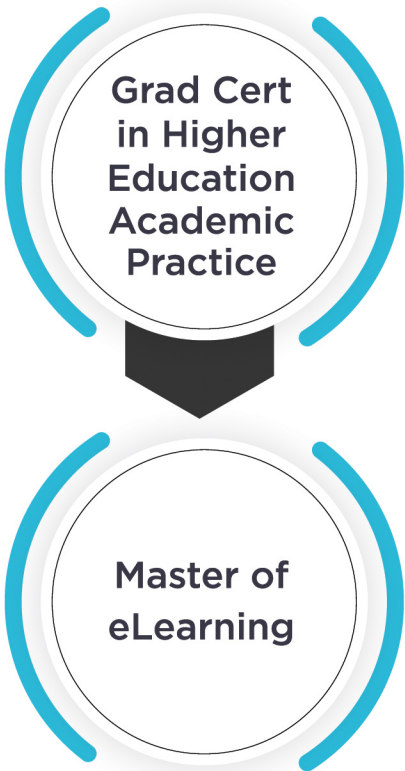 Grad Cert
in Higher
Education
Academic
Practice
Master of
eLearning